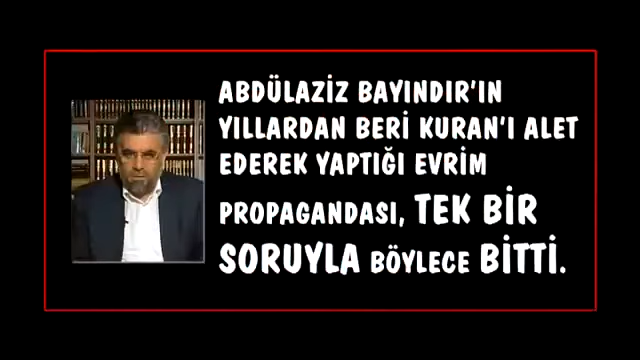 ABDÜLAZİZ BAYINDIR'IN
YILLARDAN BERİ KURAN'I ALET
EDEREK YAPTIĞI EVRİM
PROPAGANDASI, TEK BİR
SORUYLA BÖYLECE BİTTİ.